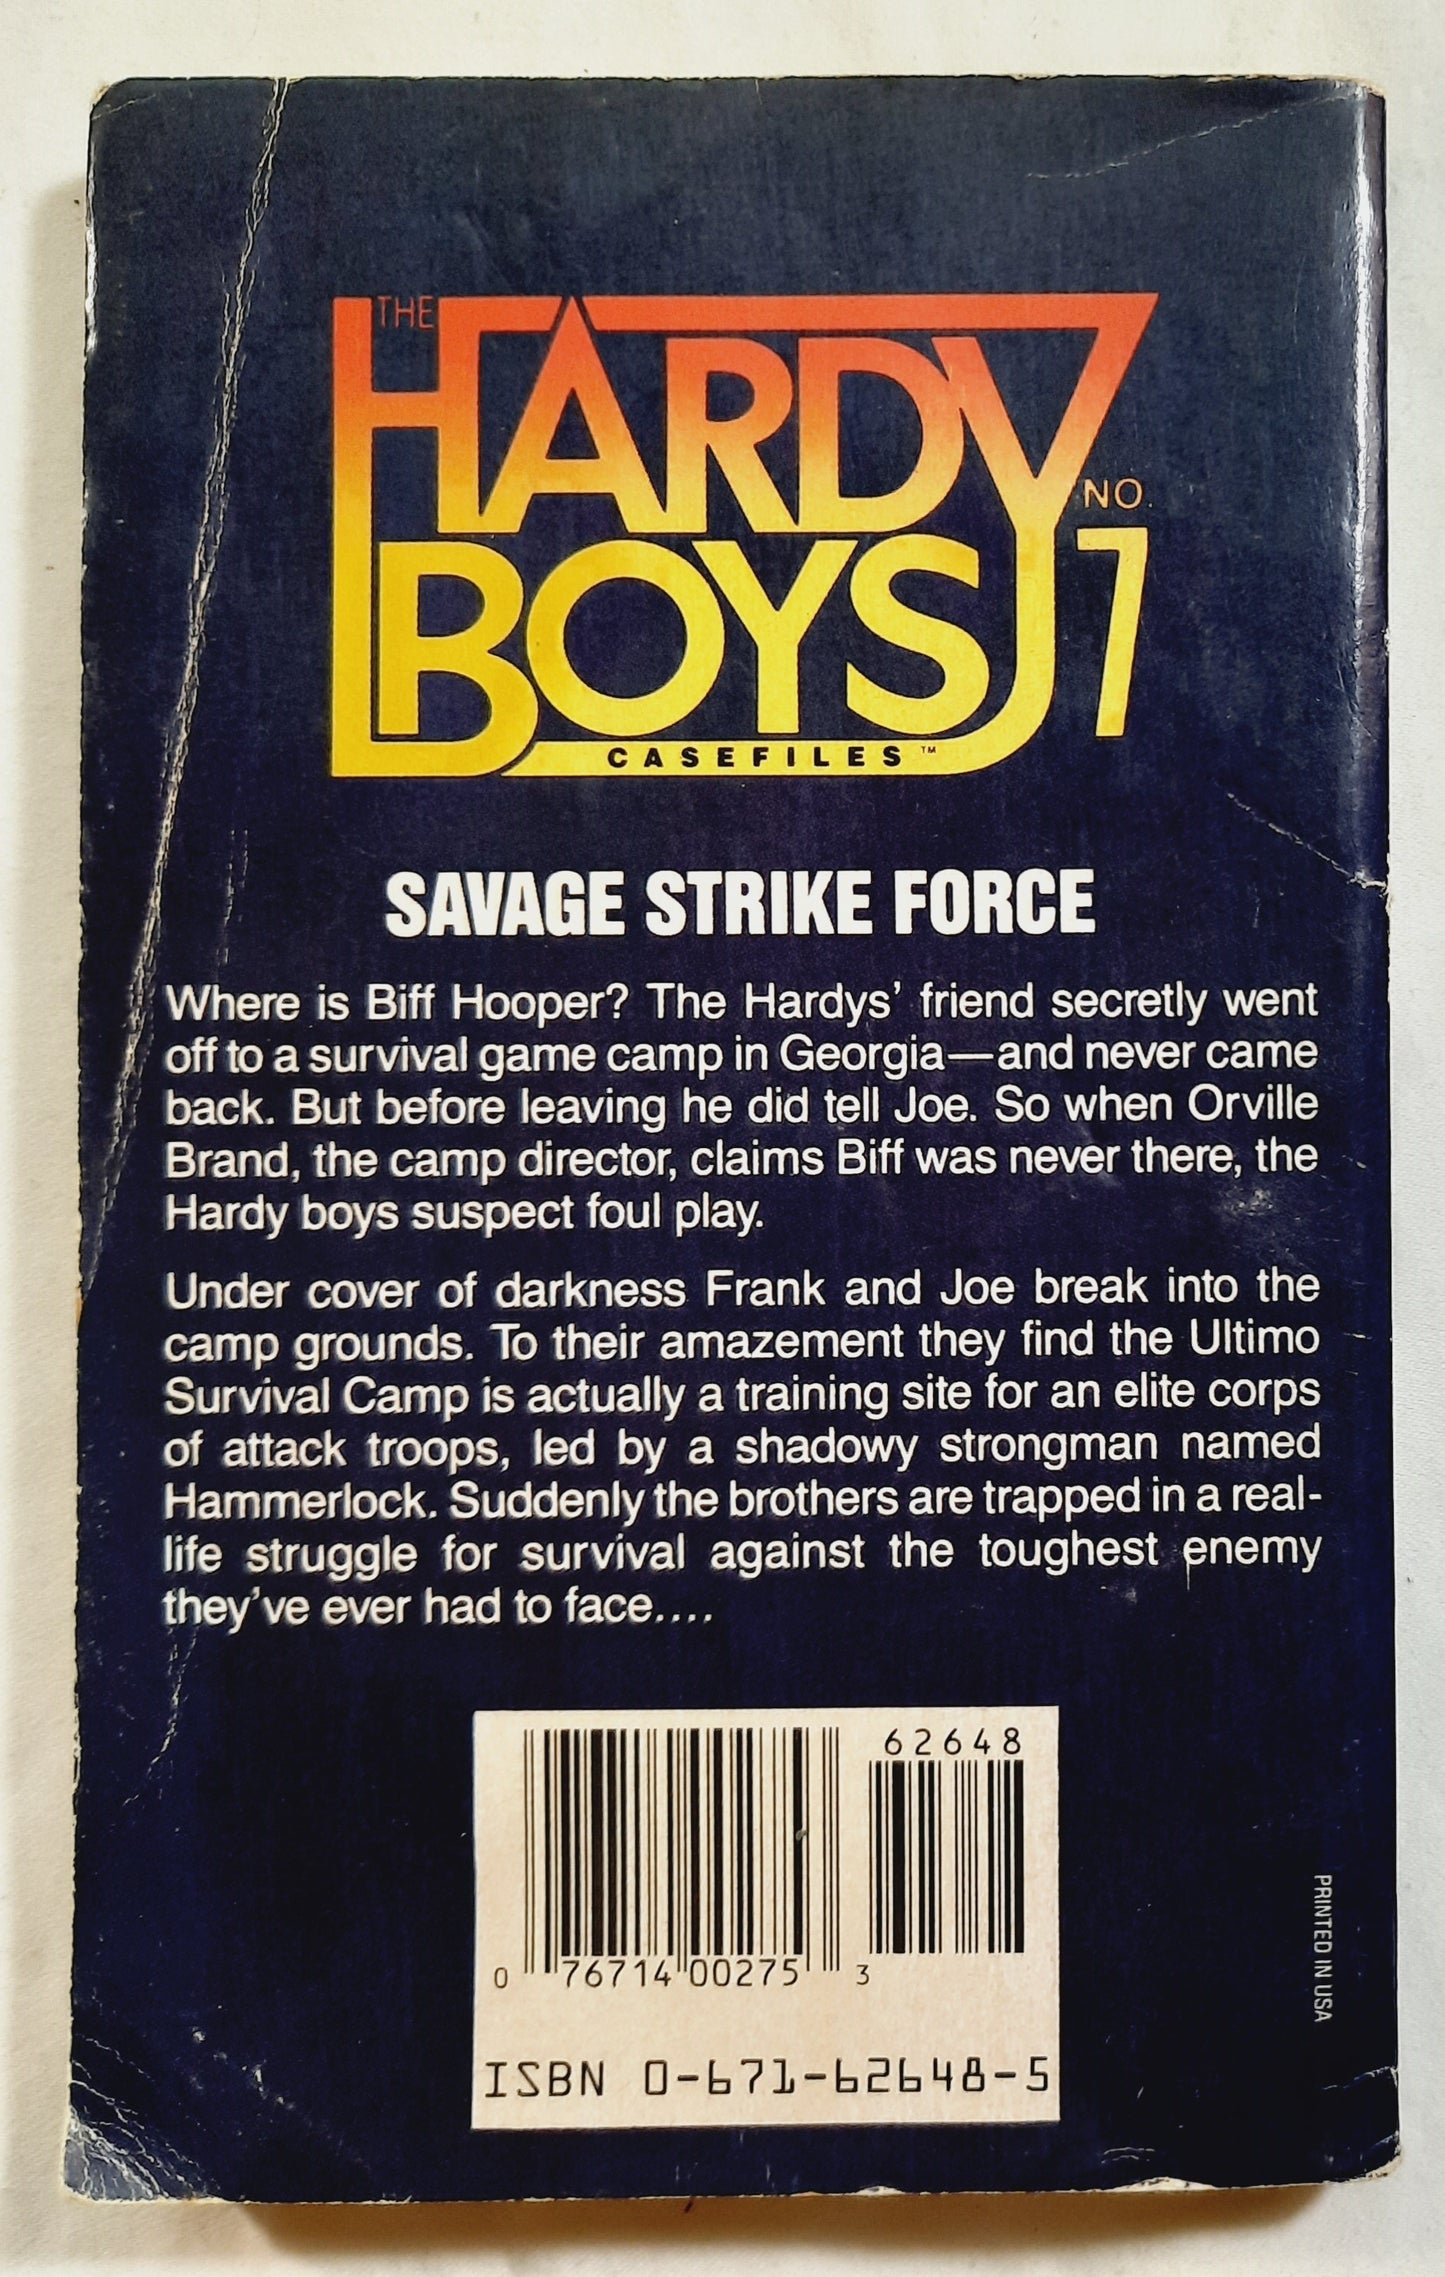 THE
HARDY
BOYS
NO.
7
CASEFILES™
SAVAGE STRIKE FORCE
Where is Biff Hooper? The Hardys’ friend secretly went
off to a survival game camp in Georgia—and never came
back. But before leaving he did tell Joe. So when Orville
Brand, the camp director, claims Biff was never there, the
Hardy boys suspect foul play.
Under cover of darkness Frank and Joe break into the
camp grounds. To their amazement they find the Ultimo
Survival Camp is actually a training site for an elite corps
of attack troops, led by a shadowy strongman named
Hammerlock. Suddenly the brothers are trapped in a real-
life struggle for survival against the toughest enemy
they’ve ever had to face....
62648
0 76714 00275 3
ISBN 0-671-62648-5
PRINTED IN USA